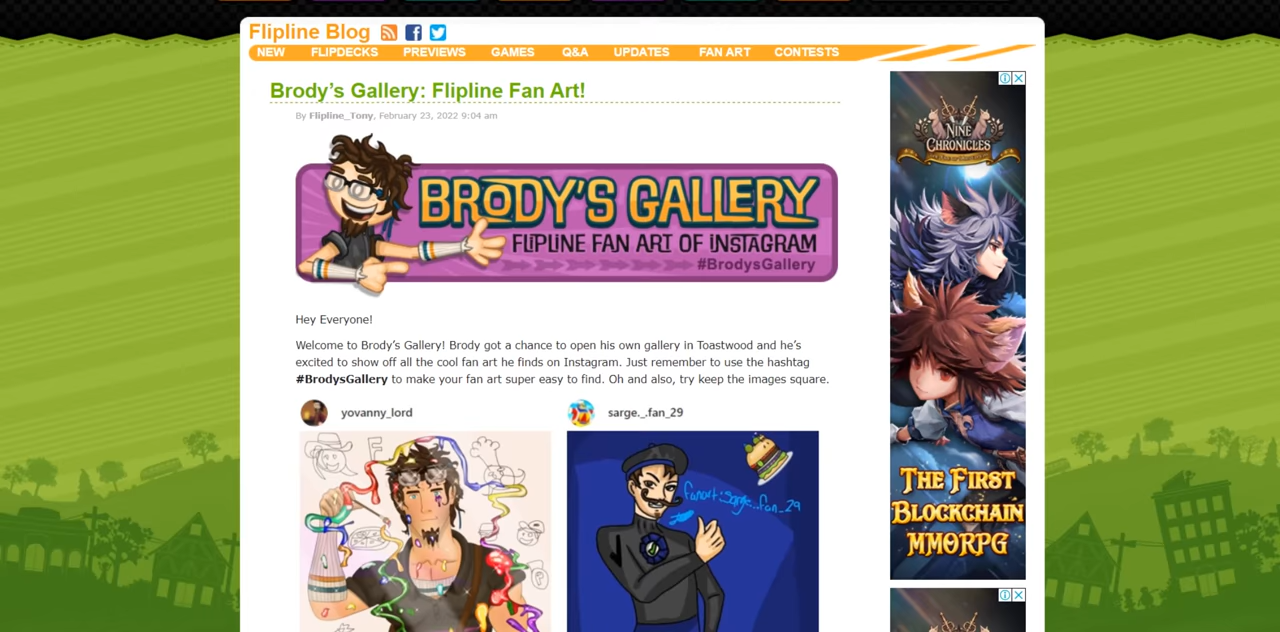 Flipline Blog
NEW FLIPDECKS PREVIEWS GAMES Q&A UPDATES FAN ART CONTESTS
Brody’s Gallery: Flipline Fan Art!
By Flipline_Tony, February 23, 2022 9:04 am
BRODY'S GALLERY
FLIPLINE FAN ART OF INSTAGRAM
#BrodysGallery
Hey Everyone!
Welcome to Brody’s Gallery! Brody got a chance to open his own gallery in Toastwood and he’s
excited to show off all the cool fan art he finds on Instagram. Just remember to use the hashtag
#BrodysGallery to make your fan art super easy to find. Oh and also, try keep the images square.
yovanny_lord
sarge._.fan_29
fanart:Sarge._.fan_29
NINE
CHRONICLES
THE FIRST
BLOCKCHAIN
MMORPG